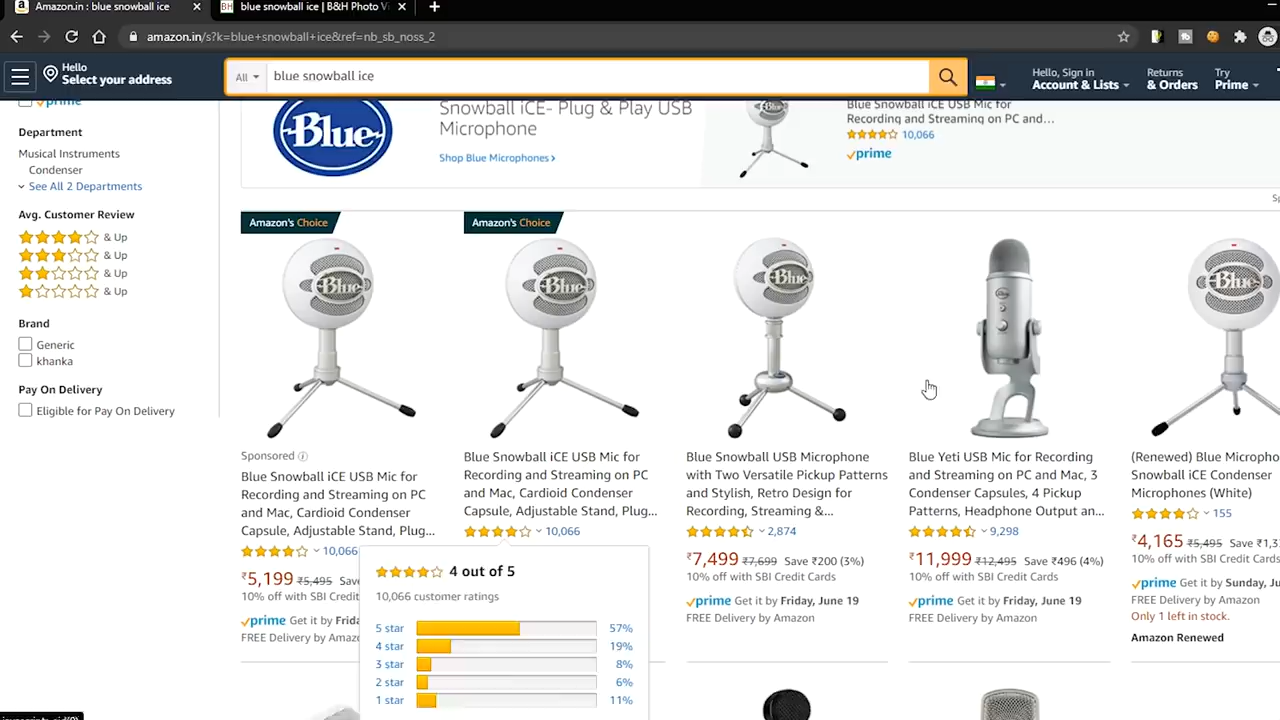 Amazon.in : blue snowball ice
BH blue snowball ice | B&H Photo Vi
amazon.in/s?k=blue+snowball+ice&ref=nb_sb_noss_2
Hello
Select your address
All
blue snowball ice
Hello, Sign in
Account & Lists
Returns
& Orders
Try
Prime
prime
Department
Musical Instruments
Condenser
See All 2 Departments
Avg. Customer Review
& Up
& Up
& Up
& Up
Brand
Generic
khanka
Pay On Delivery
Eligible for Pay On Delivery
Blue
Snowball iCE- Plug & Play USB
Microphone
Shop Blue Microphones ›
Blue Snowball iCE USB Mic for
Recording and Streaming on PC and…
10,066
prime
Amazon's Choice
Blue
Sponsored
Blue Snowball iCE USB Mic for
Recording and Streaming on PC
and Mac, Cardioid Condenser
Capsule, Adjustable Stand, Plug…
10,066
₹5,199 ₹5,495 Save
10% off with SBI Credit Cards
prime Get it by Frida
FREE Delivery by Amazo
Amazon's Choice
Blue
Blue Snowball iCE USB Mic for
Recording and Streaming on PC
and Mac, Cardioid Condenser
Capsule, Adjustable Stand, Plug…
10,066
4 out of 5
10,066 customer ratings
5 star 57%
4 star 19%
3 star 8%
2 star 6%
1 star 11%
Blue
Blue Snowball USB Microphone
with Two Versatile Pickup Patterns
and Stylish, Retro Design for
Recording, Streaming &…
2,874
₹7,499 ₹7,699 Save ₹200 (3%)
10% off with SBI Credit Cards
prime Get it by Friday, June 19
FREE Delivery by Amazon
Blue Yeti USB Mic for Recording
and Streaming on PC and Mac, 3
Condenser Capsules, 4 Pickup
Patterns, Headphone Output an…
9,298
₹11,999 ₹12,495 Save ₹496 (4%)
10% off with SBI Credit Cards
prime Get it by Friday, June 19
FREE Delivery by Amazon
Blue
(Renewed) Blue Micropho
Snowball iCE Condenser
Microphones (White)
155
₹4,165 ₹5,495 Save ₹1,3
10% off with SBI Credit Cards
prime Get it by Sunday, Ju
FREE Delivery by Amazon
Only 1 left in stock.
Amazon Renewed